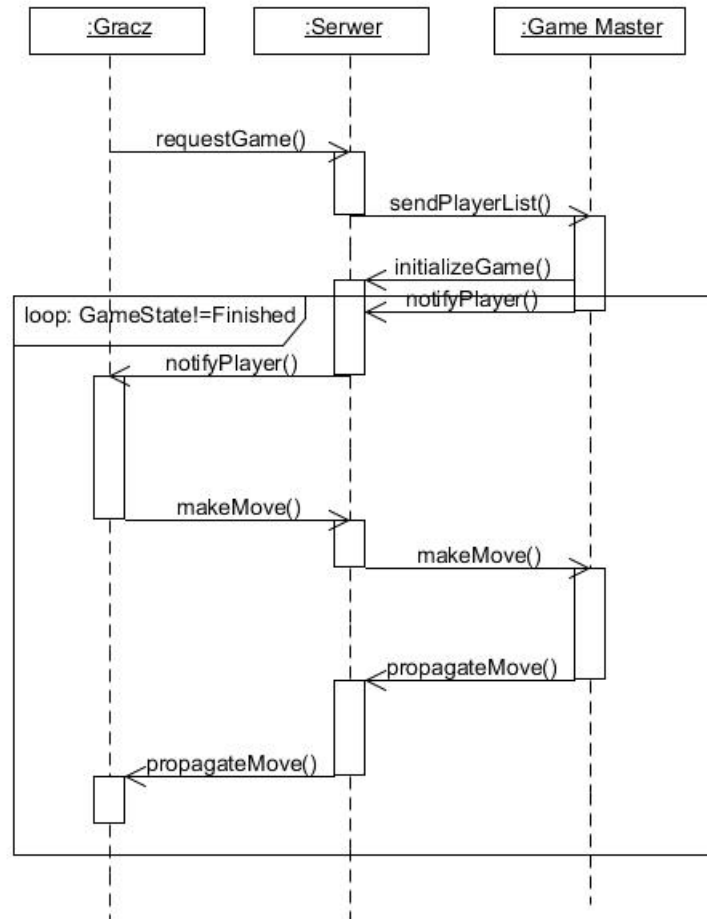 :Gracz
:Serwer
:Game Master
requestGame()
sendPlayerList()
initializeGame()
loop: GameState!=Finished
notifyPlayer()
notifyPlayer()
makeMove()
makeMove()
propagateMove()
propagateMove()